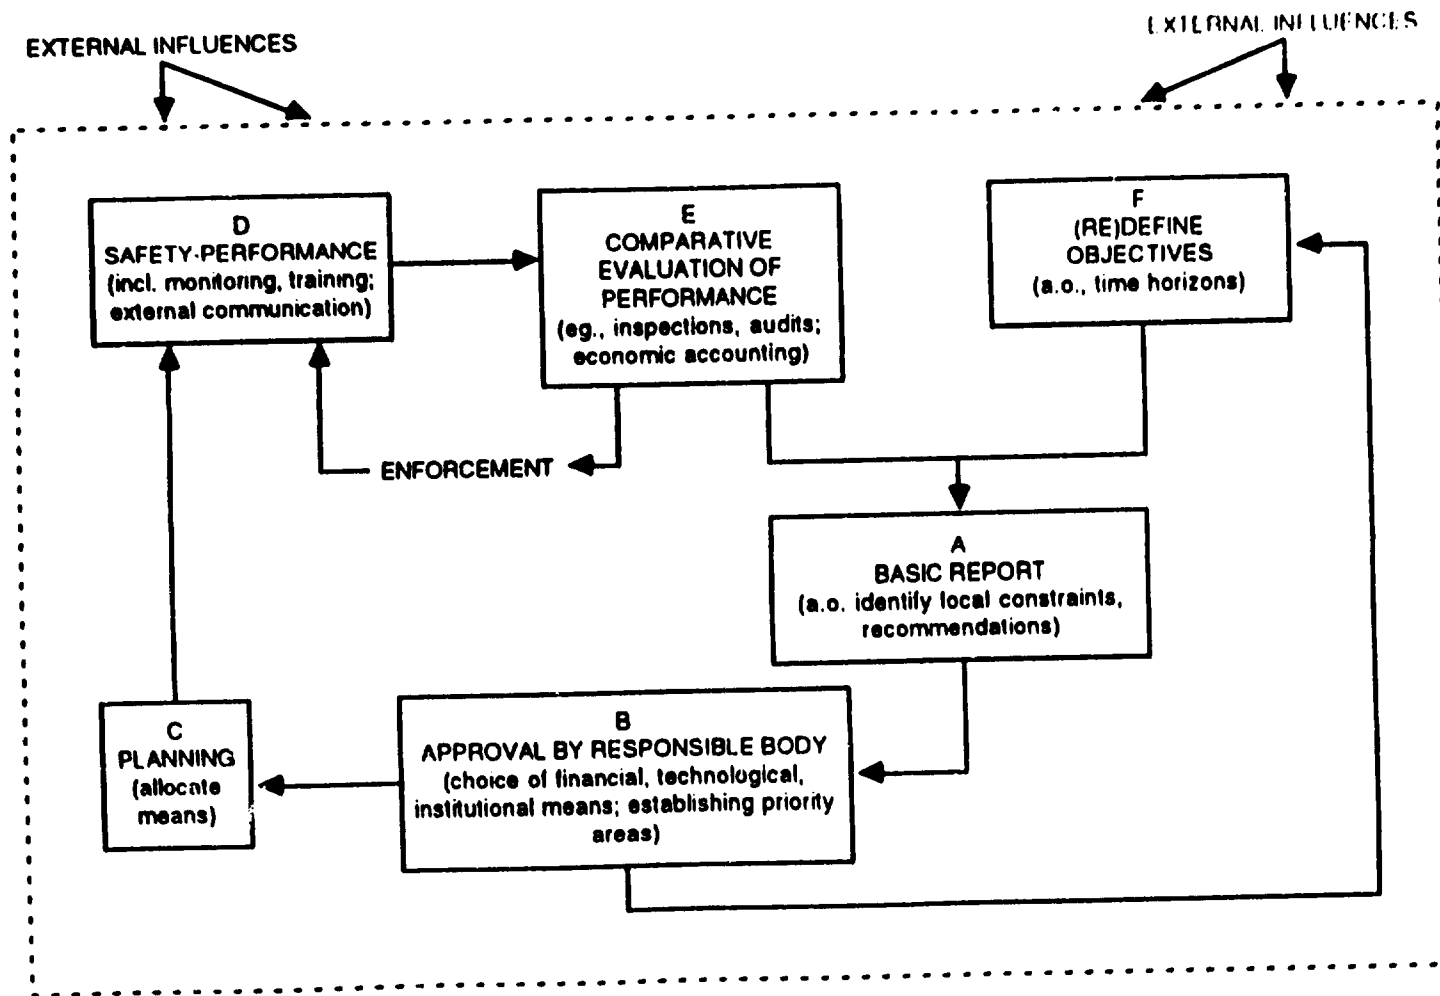 EXTERNAL INFLUENCES
EXTERNAL INFLUENCES
D
SAFETY-PERFORMANCE
(incl. monitoring, training;
external communication)
E
COMPARATIVE
EVALUATION OF
PERFORMANCE
(eg., inspections, audits;
economic accounting)
F
(RE)DEFINE
OBJECTIVES
(a.o., time horizons)
ENFORCEMENT
A
BASIC REPORT
(a.o. identify local constraints,
recommendations)
B
APPROVAL BY RESPONSIBLE BODY
(choice of financial, technological,
institutional means; establishing priority
areas)
C
PLANNING
(allocate
means)